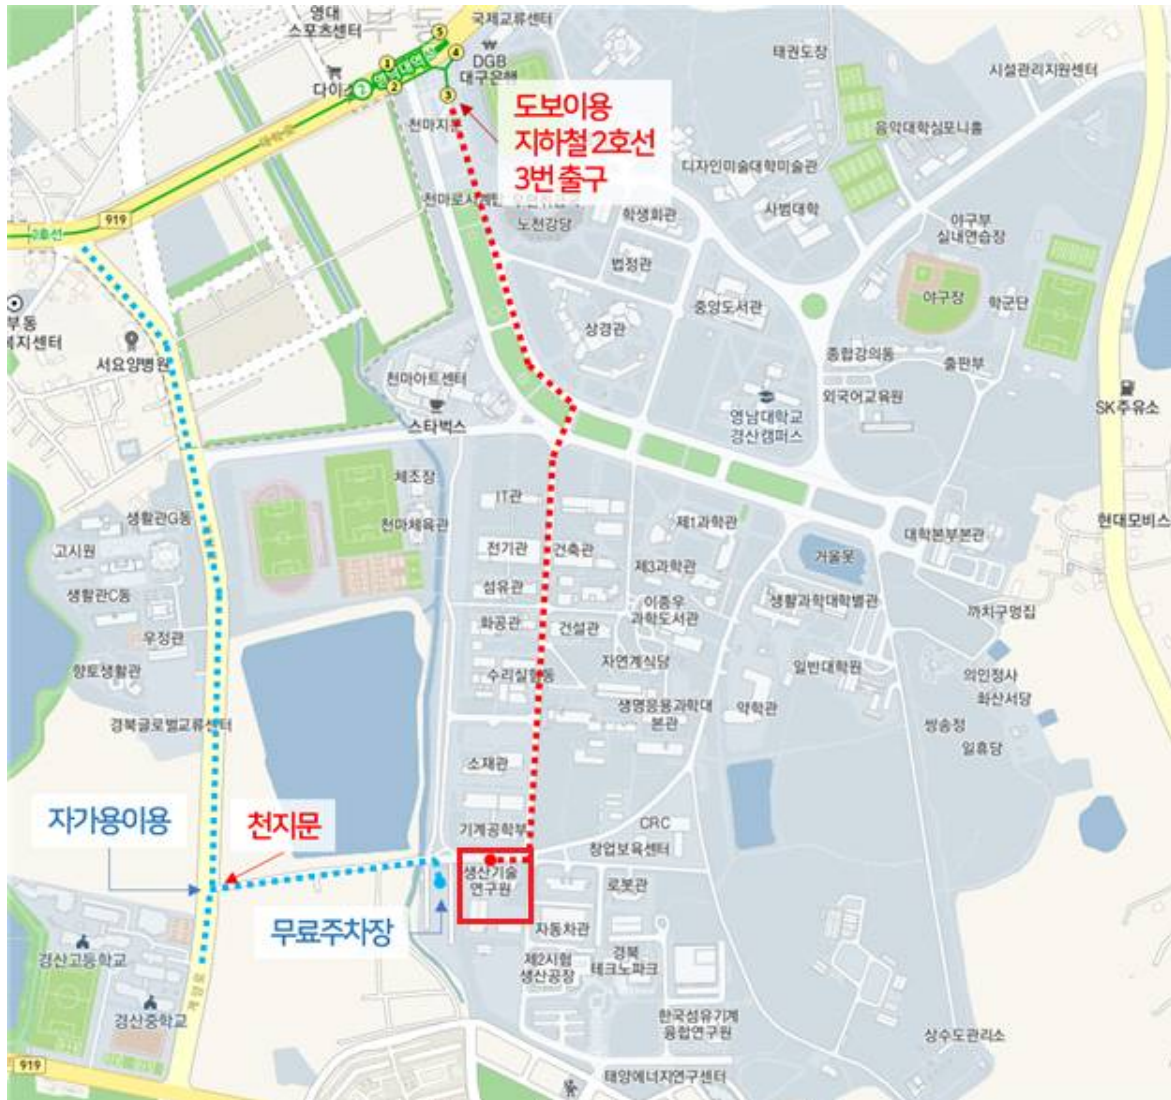 영대
스포츠센터
국제교류센터
⑤
④
①
영남대역
②
②
③
DGB
대구은행
다이소
태권도장
시설관리지원센터
대학로
천마지문
도보이용
지하철 2호선
3번 출구
음악대학심포니홀
디자인미술대학미술관
노천강당
학생회관
사범대학
919
2호선
야구부
실내연습장
법정관
중앙도서관
야구장
학군단
상경관
서요양병원
종합강의동
출판부
천마아트센터
외국어교육원
SK주유소
스타벅스
영남대학교
경산캠퍼스
체조장
IT관
생활관G동
천마체육관
제1과학관
현대모비스
고시원
전기관
건축관
거울못
대학본부본관
제3과학관
섬유관
생활관C동
이종우
과학도서관
생활과학대학별관
까치구멍집
우정관
화공관
건설관
향토생활관
수리실험동
자연계식당
일반대학원
의인정사
화산서당
경북글로벌교류센터
생명응용과학대
본관
약학관
쌍송정
일휴당
소재관
자가용이용
천지문
기계공학부
CRC
창업보육센터
생산기술
연구원
로봇관
무료주차장
자동차관
경산고등학교
제2시험
생산공장
경북
테크노파크
계양로
경산중학교
한국섬유기계
융합연구원
상수도관리소
919
태양에너지연구센터